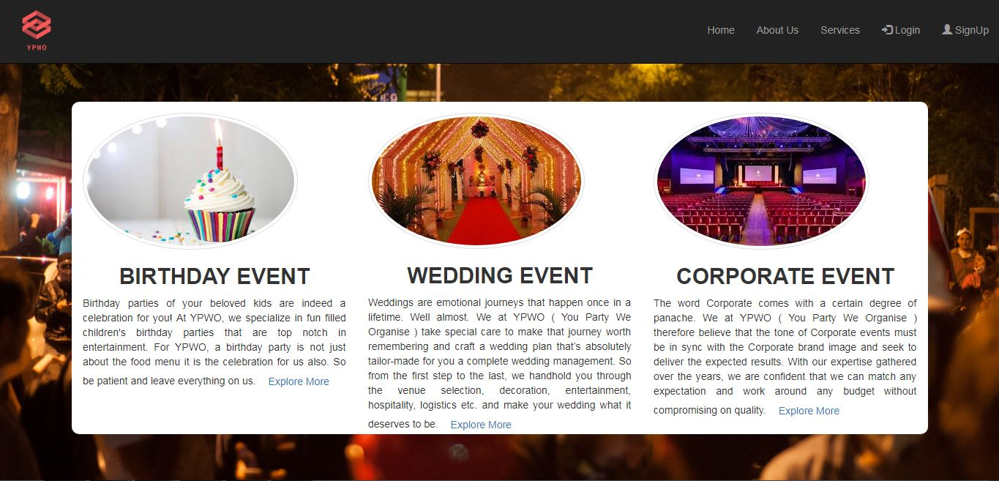 YPWO
Home About Us Services Login SignUp
BIRTHDAY EVENT
Birthday parties of your beloved kids are indeed a
celebration for you! At YPWO, we specialize in fun filled
children's birthday parties that are top notch in
entertainment. For YPWO, a birthday party is not just
about the food menu it is the celebration for us also. So
be patient and leave everything on us. Explore More
WEDDING EVENT
Weddings are emotional journeys that happen once in a
lifetime. Well almost. We at YPWO ( You Party We
Organise ) take special care to make that journey worth
remembering and craft a wedding plan that’s absolutely
tailor-made for you a complete wedding management. So
from the first step to the last, we handhold you through
the venue selection, decoration, entertainment,
hospitality, logistics etc. and make your wedding what it
deserves to be. Explore More
CORPORATE EVENT
The word Corporate comes with a certain degree of
panache. We at YPWO ( You Party We Organise )
therefore believe that the tone of Corporate events must
be in sync with the Corporate brand image and seek to
deliver the expected results. With our expertise gathered
over the years, we are confident that we can match any
expectation and work around any budget without
compromising on quality. Explore More